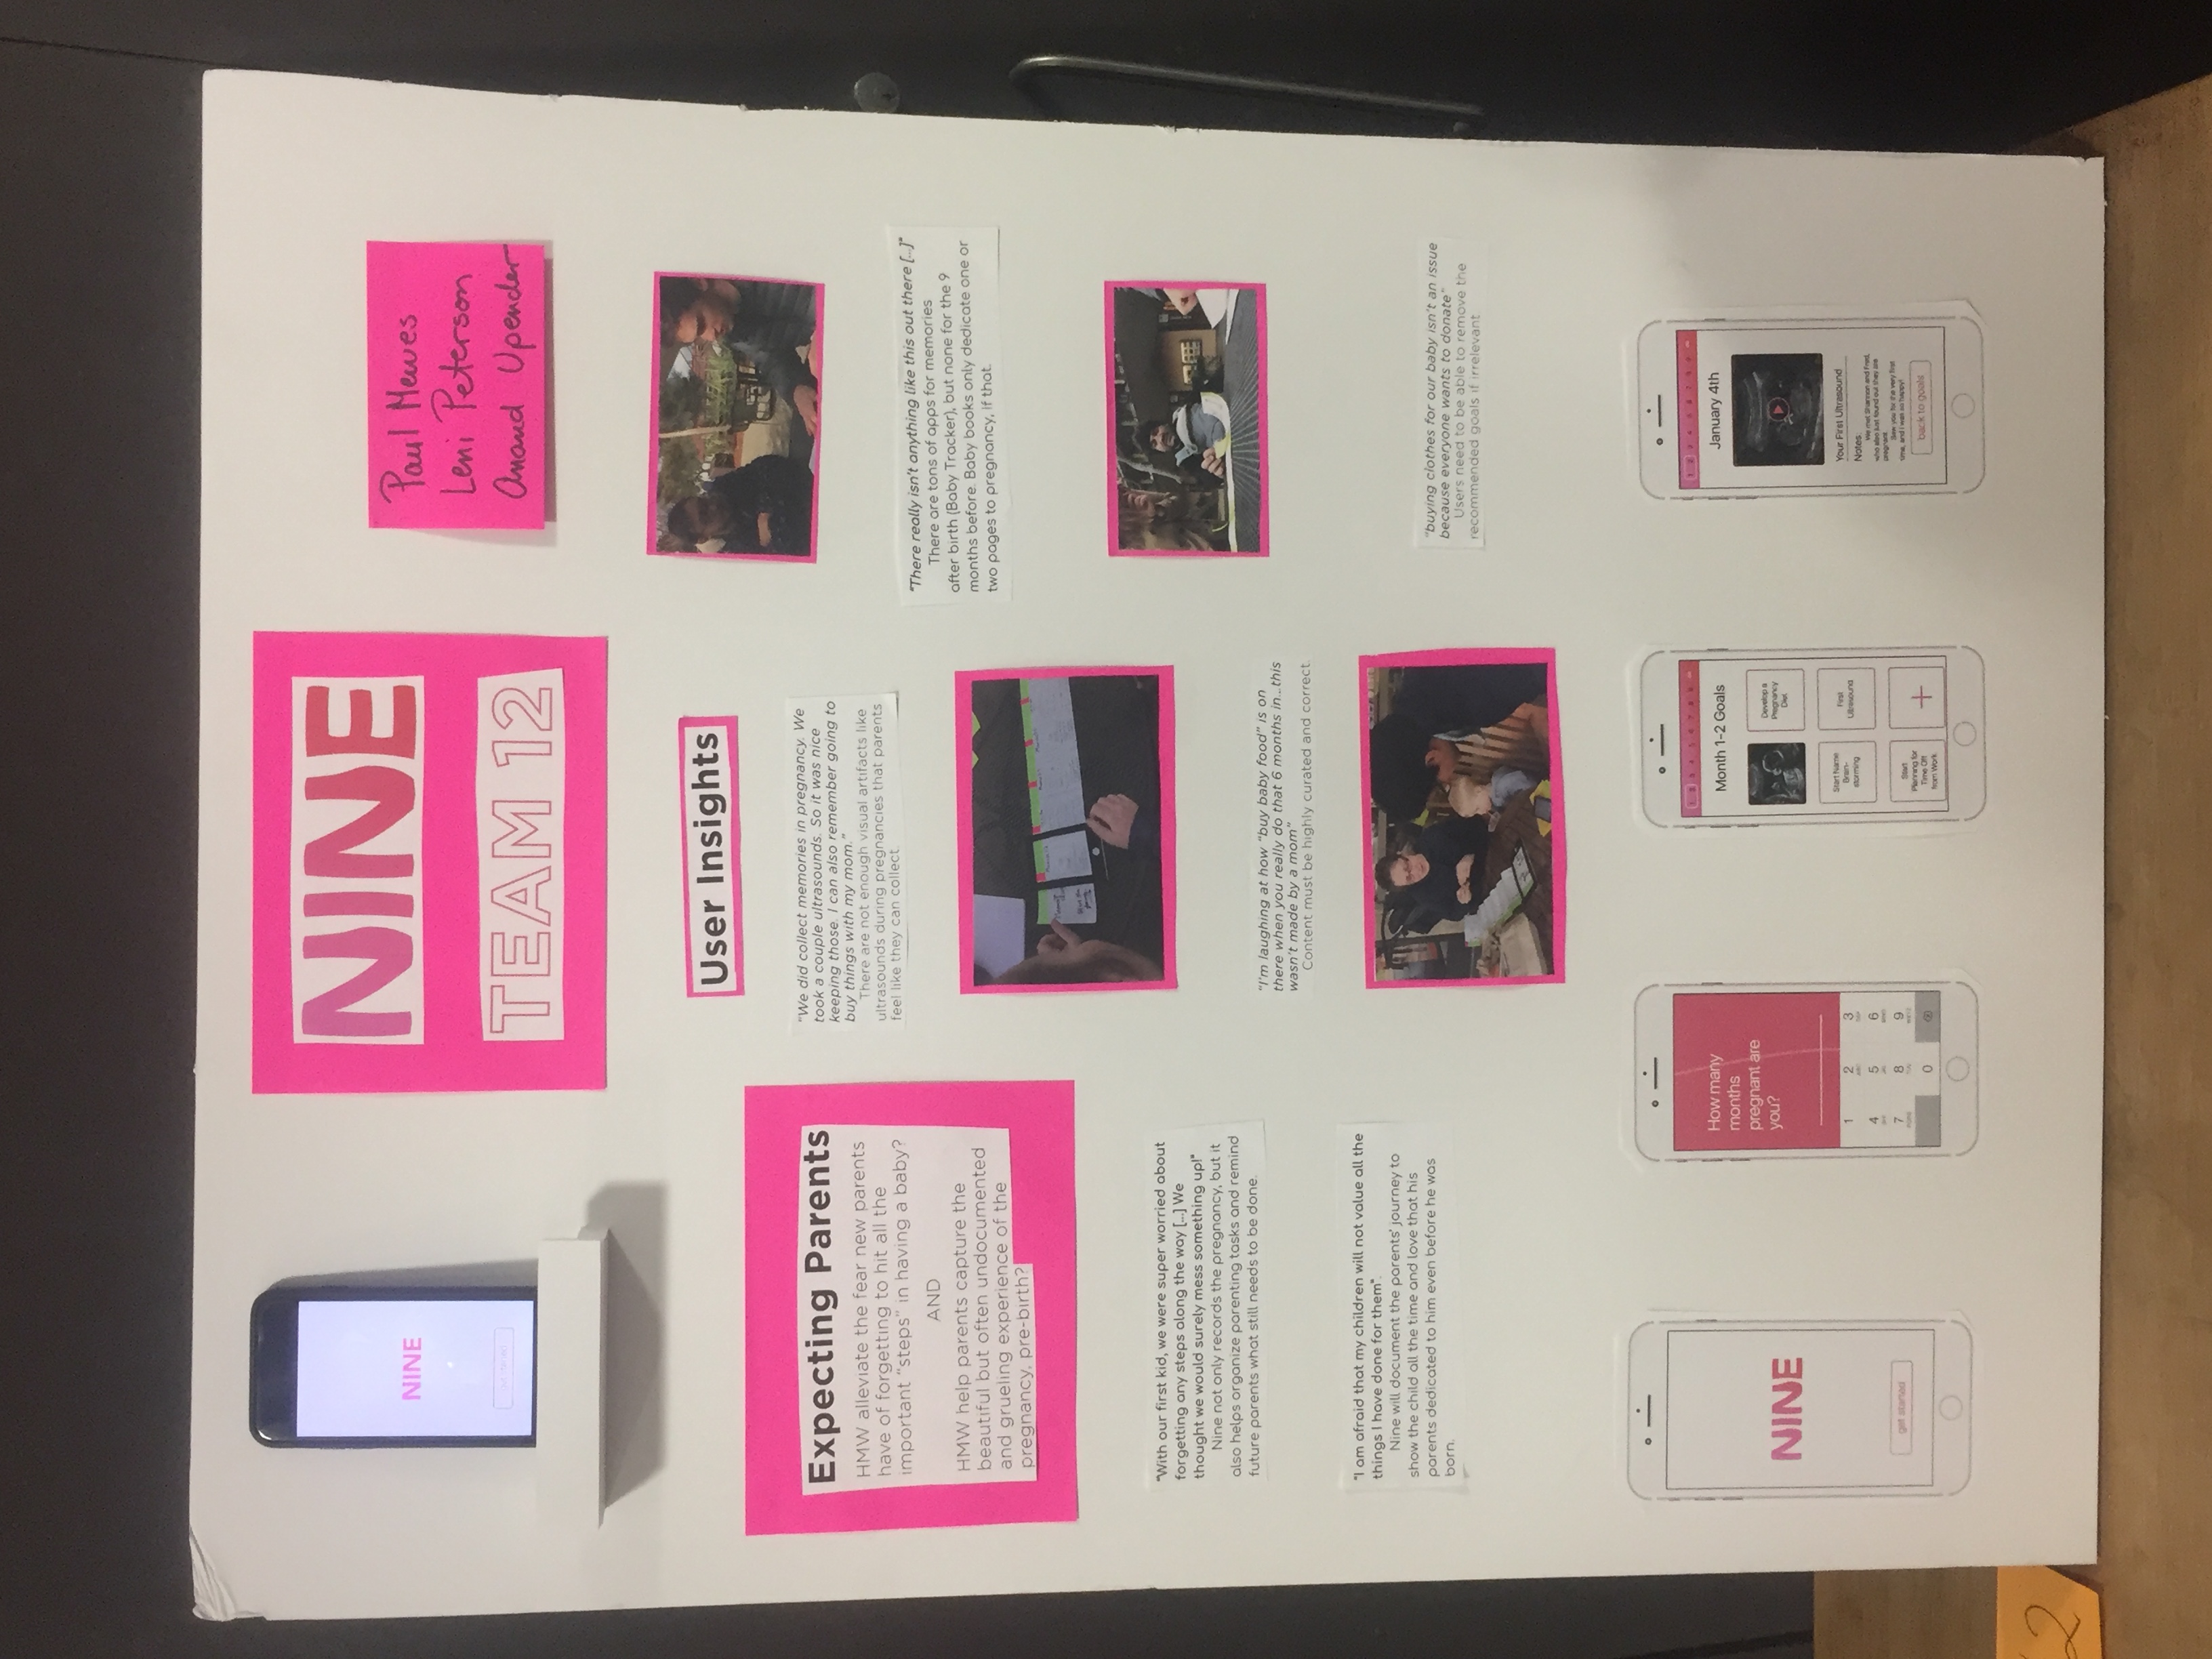 NINE
get started
NINE
TEAM 12
Paul Mewes
Leni Peterson
Anand Upender
Expecting Parents
HMW alleviate the fear new parents
have of forgetting to hit all the
important “steps” in having a baby?
AND
HMW help parents capture the
beautiful but often undocumented
and grueling experience of the
pregnancy, pre-birth?
"With our first kid, we were super worried about
forgetting any steps along the way [...] We
thought we would surely mess something up!"
Nine not only records the pregnancy, but it
also helps organize parenting tasks and remind
future parents what still needs to be done.
"I am afraid that my children will not value all the
things I have done for them".
Nine will document the parents' journey to
show the child all the time and love that his
parents dedicated to him even before he was
born.
User Insights
"We did collect memories in pregnancy. We
took a couple ultrasounds. So it was nice
keeping those. I can also remember going to
buy things with my mom."
There are not enough visual artifacts like
ultrasounds during pregnancies that parents
feel like they can collect.
"I'm laughing at how "buy baby food" is on
there when you really do that 6 months in...this
wasn't made by a mom"
Content must be highly curated and correct.
"There really isn't anything like this out there [...]"
There are tons of apps for memories
after birth (Baby Tracker), but none for the 9
months before. Baby books only dedicate one or
two pages to pregnancy, if that.
"buying clothes for our baby isn't an issue
because everyone wants to donate"
Users need to be able to remove the
recommended goals if irrelevant.
NINE
get started
How many
months
pregnant are
you?
1 2 3
4 5 6
7 8 9
0
Month 1-2 Goals
Develop a
Pregnancy
Diet
Start Name
Brain-
storming
First
Ultrasound
Start
Planning for
Time Off
from Work
+
January 4th
Your First Ultrasound
Notes:
We met Shannon and Fred,
who also just found out they are
pregnant.
Saw you for the very first
time, and I was so happy!
back to goals
2